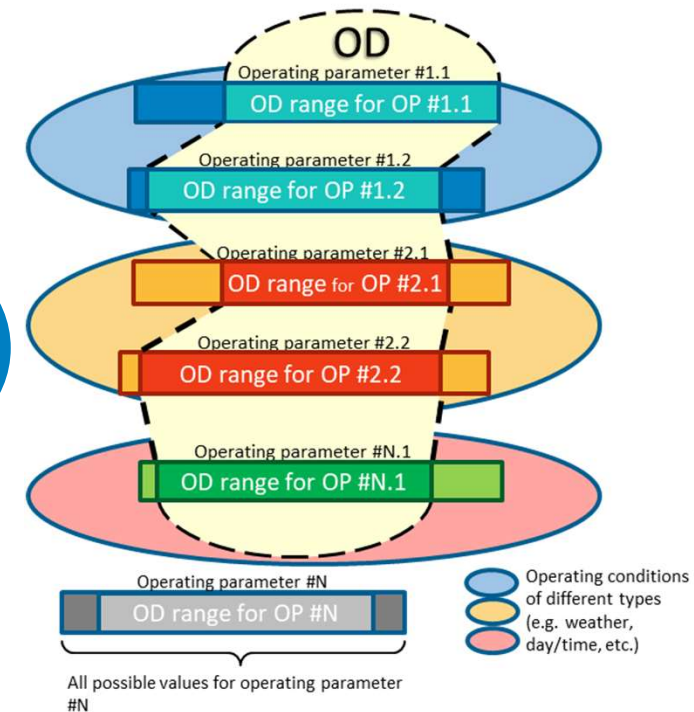 OD
Operating parameter #1.1
OD range for OP #1.1
Operating parameter #1.2
OD range for OP #1.2
Operating parameter #2.1
OD range for OP #2.1
Operating parameter #2.2
OD range for OP #2.2
Operating parameter #N.1
OD range for OP #N.1
Operating parameter #N
OD range for OP #N
All possible values for operating parameter
#N
Operating conditions
of different types
(e.g. weather,
day/time, etc.)